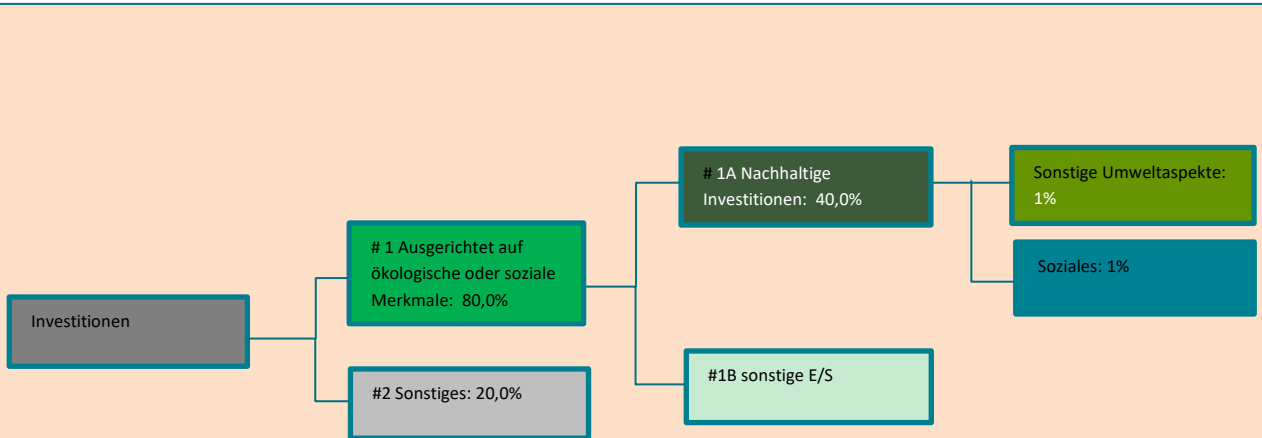 Investitionen
# 1 Ausgerichtet auf
ökologische oder soziale
Merkmale: 80,0%
#2 Sonstiges: 20,0%
# 1A Nachhaltige
Investitionen: 40,0%
#1B sonstige E/S
Sonstige Umweltaspekte:
1%
Soziales: 1%